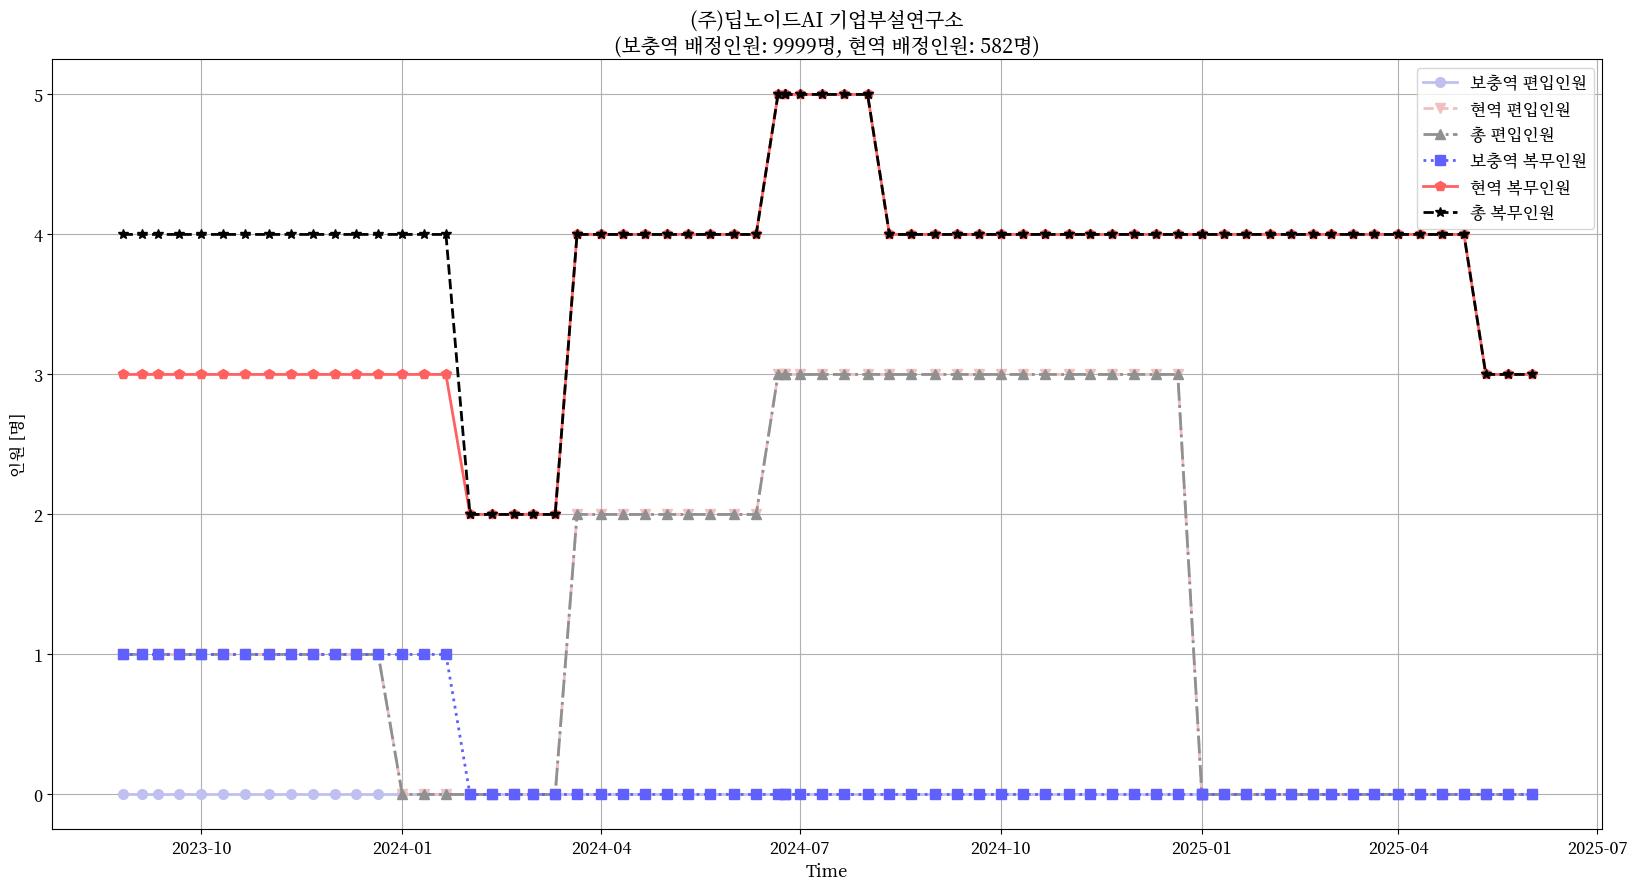 (주)딥노이드AI 기업부설연구소
(보충역 배정인원: 9999명, 현역 배정인원: 582명)
보충역 편입인원
현역 편입인원
총 편입인원
보충역 복무인원
현역 복무인원
총 복무인원
인원 [명]
5
4
3
2
1
0
2023-10
2024-01
2024-04
2024-07
2024-10
2025-01
2025-04
2025-07
Time